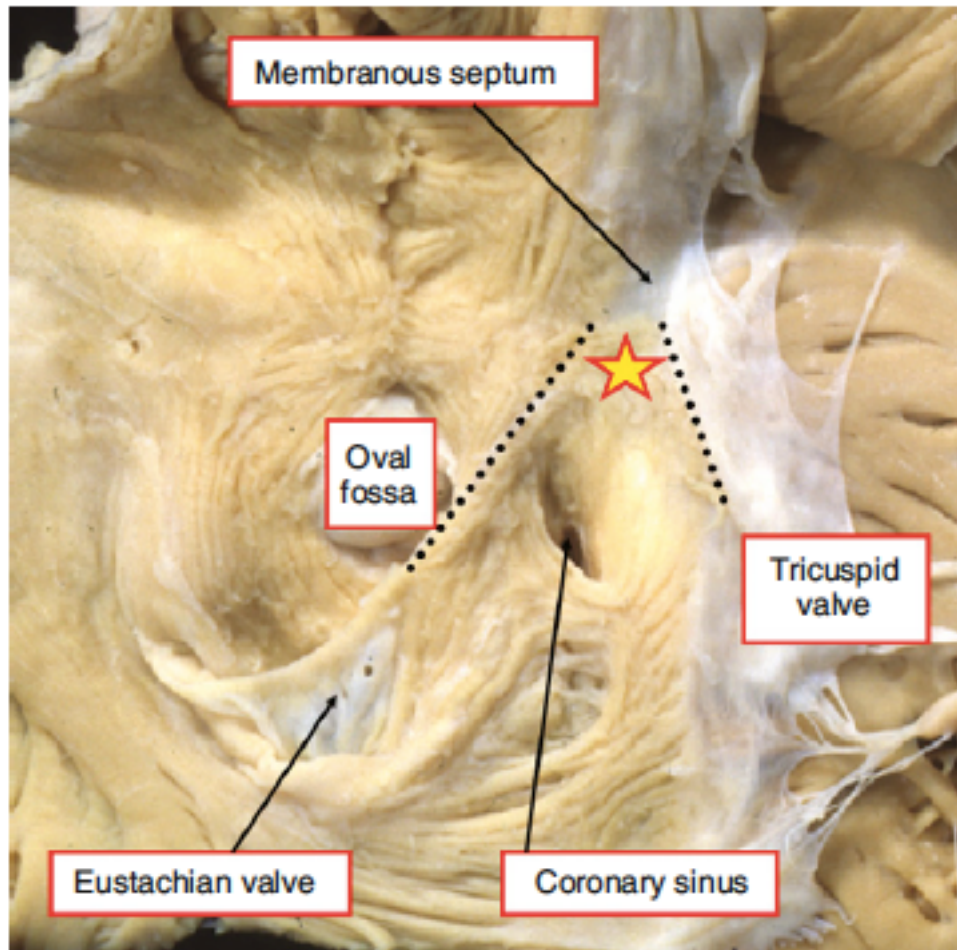 Membranous septum
Oval
fossa
Tricuspid
valve
Eustachian valve
Coronary sinus